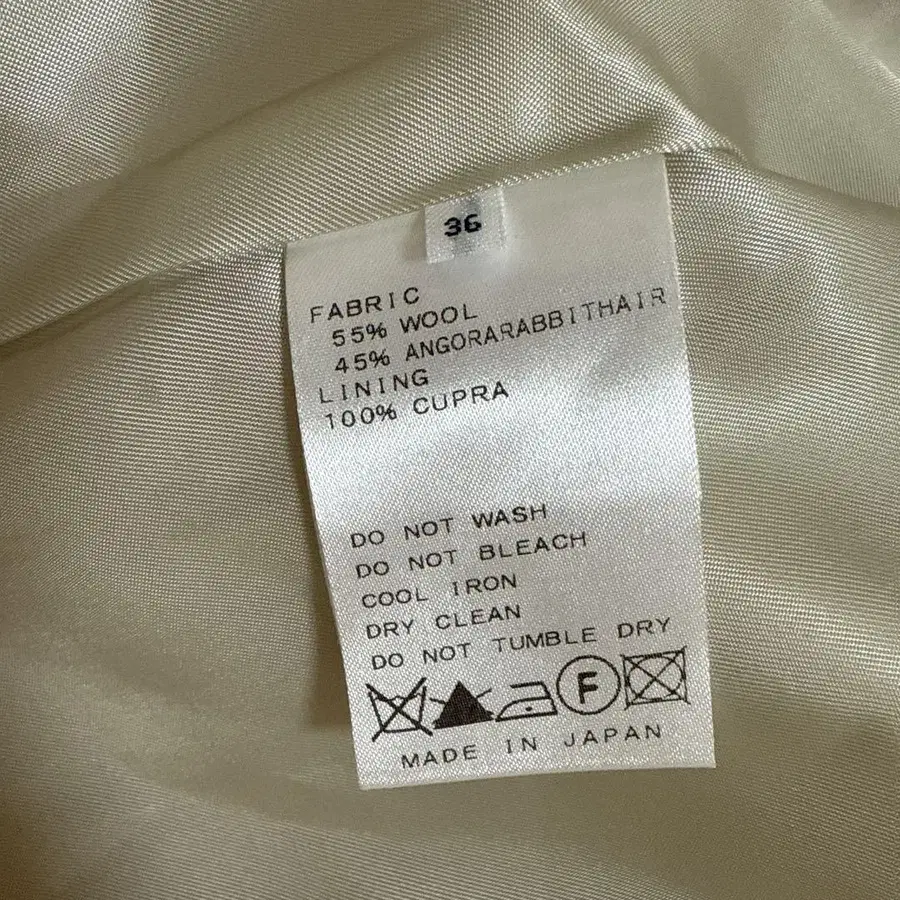 36
FABRIC
55% WOOL
45% ANGORARABBITHAIR
LINING
100% CUPRA
DO NOT WASH
DO NOT BLEACH
COOL IRON
DRY CLEAN
DO NOT TUMBLE DRY
F
MADE IN JAPAN